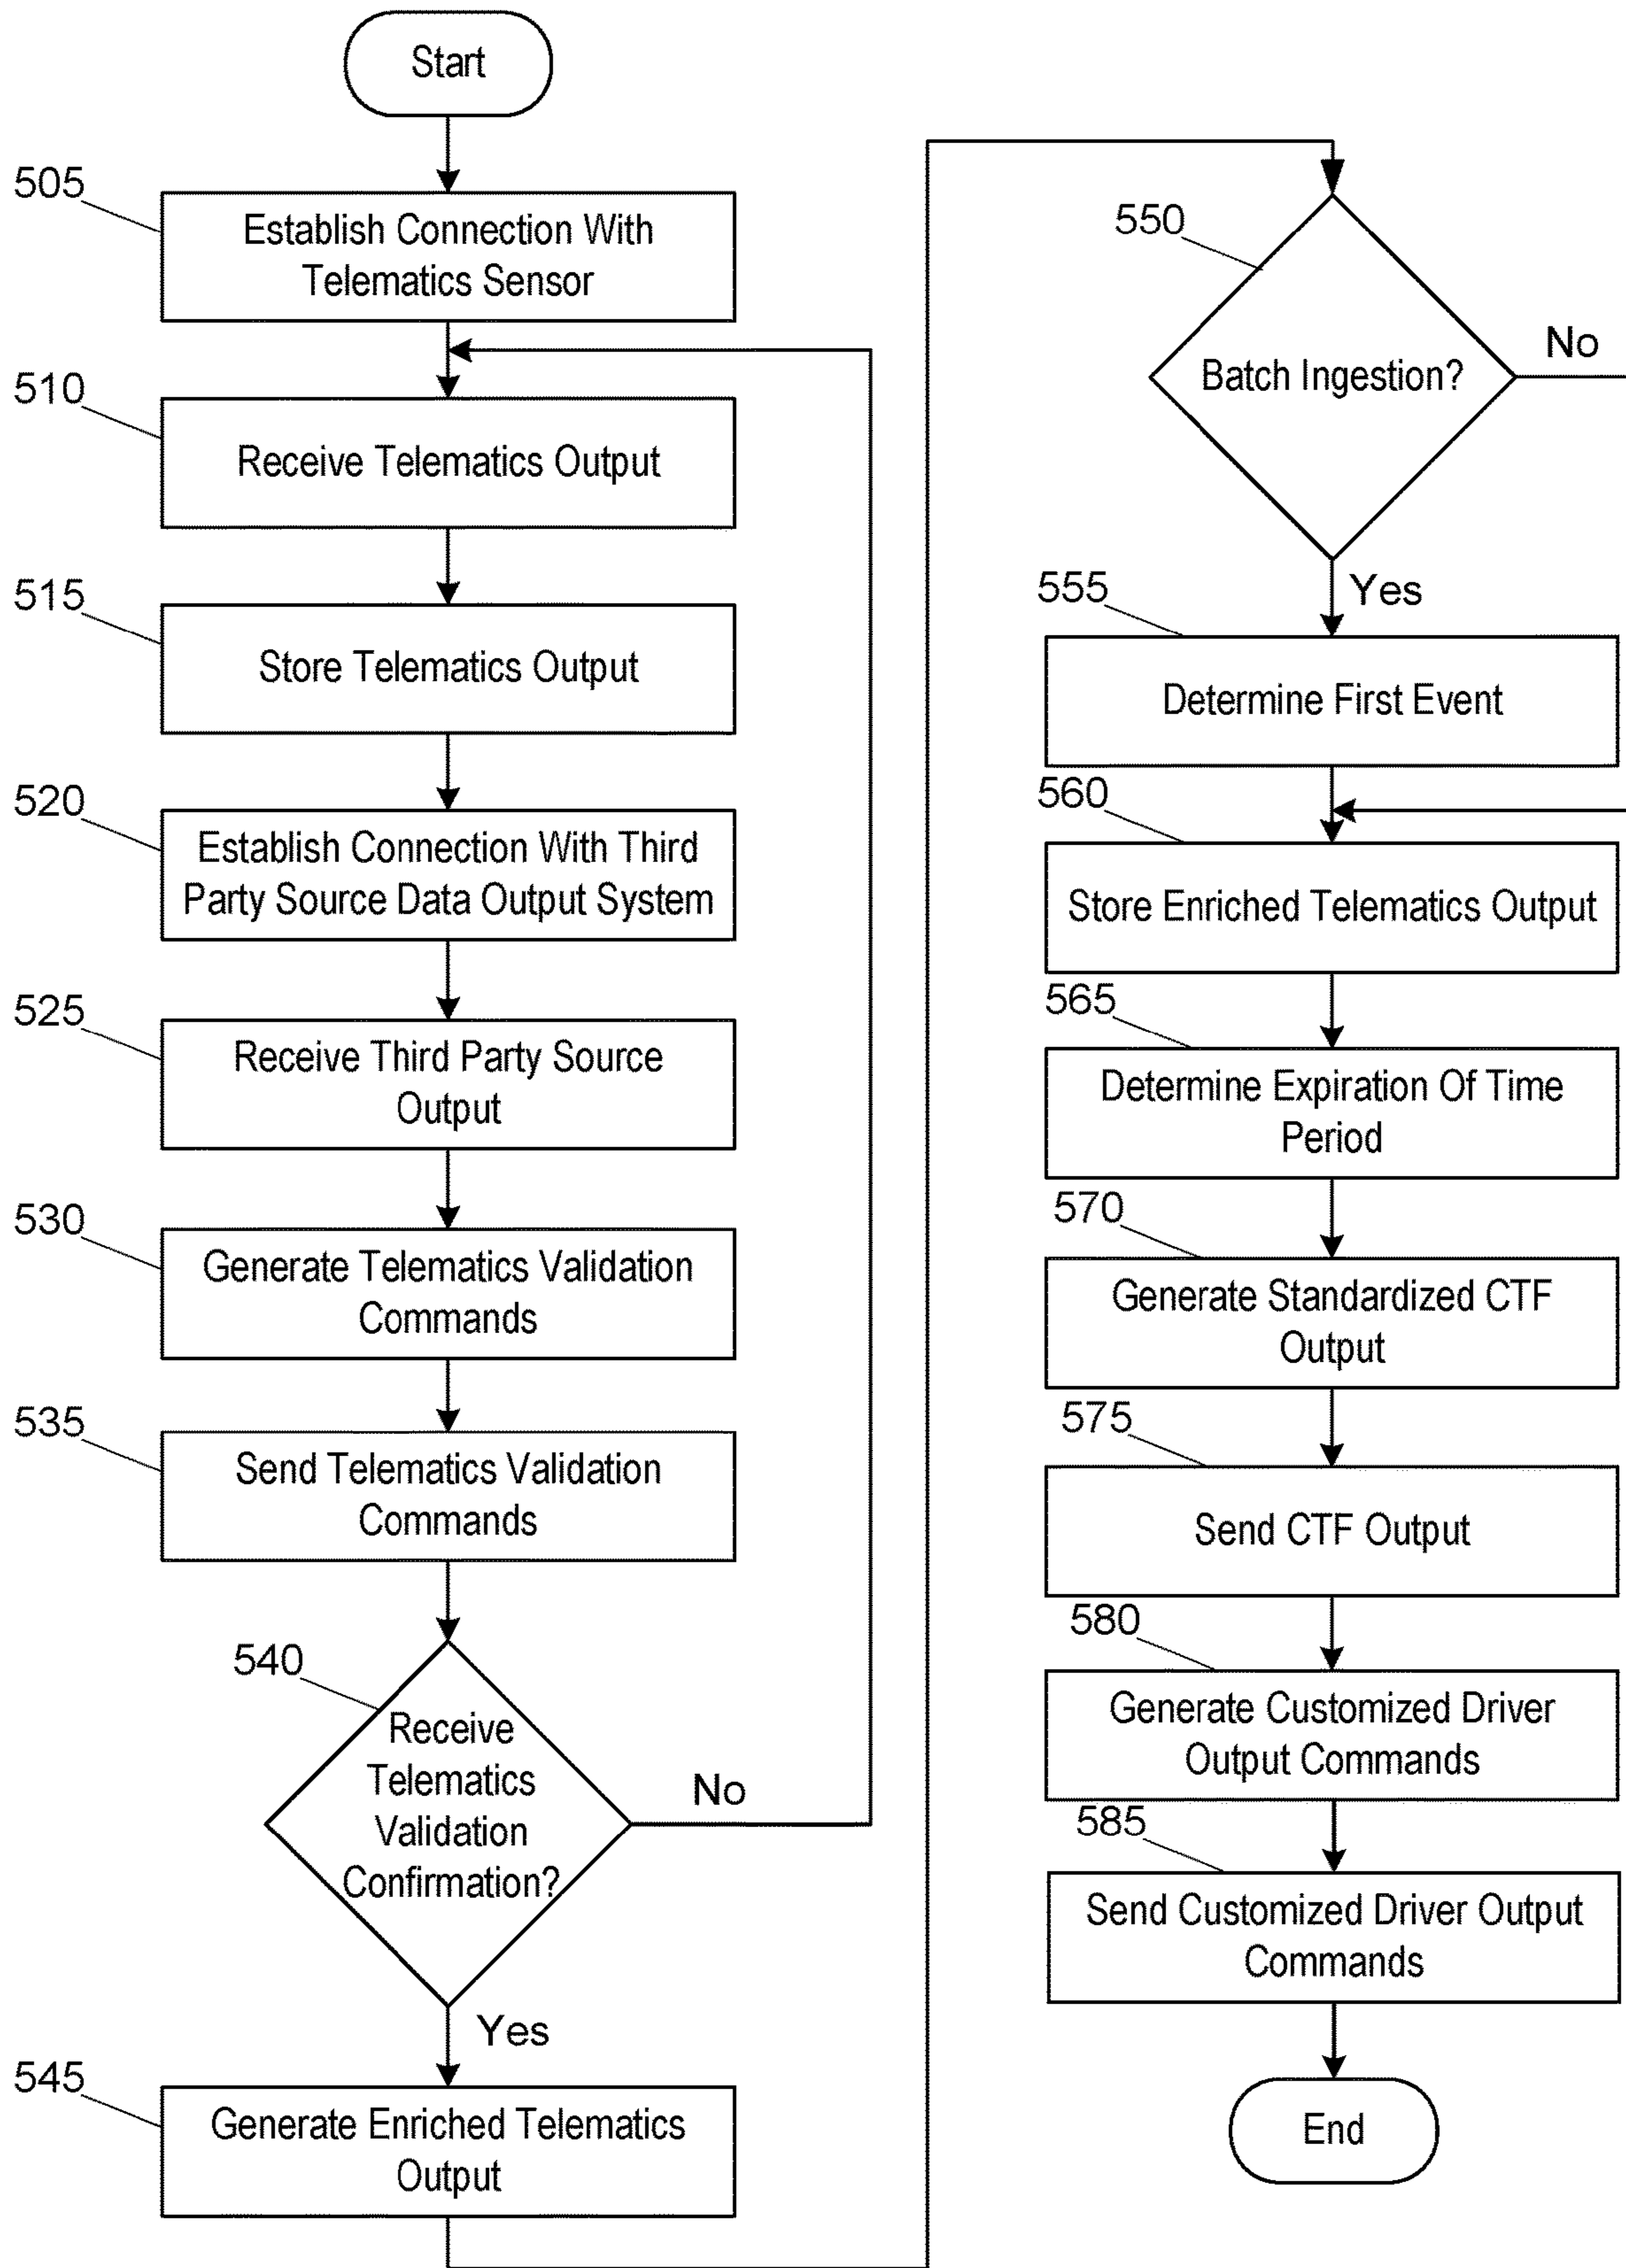 Start
505
Establish Connection With
Telematics Sensor
510
Receive Telematics Output
515
Store Telematics Output
520
Establish Connection With Third
Party Source Data Output System
525
Receive Third Party Source
Output
530
Generate Telematics Validation
Commands
535
Send Telematics Validation
Commands
540
Receive
Telematics
Validation
Confirmation?
No
Yes
545
Generate Enriched Telematics
Output
550
Batch Ingestion?
No
Yes
555
Determine First Event
560
Store Enriched Telematics Output
565
Determine Expiration Of Time
Period
570
Generate Standardized CTF
Output
575
Send CTF Output
580
Generate Customized Driver
Output Commands
585
Send Customized Driver Output
Commands
End